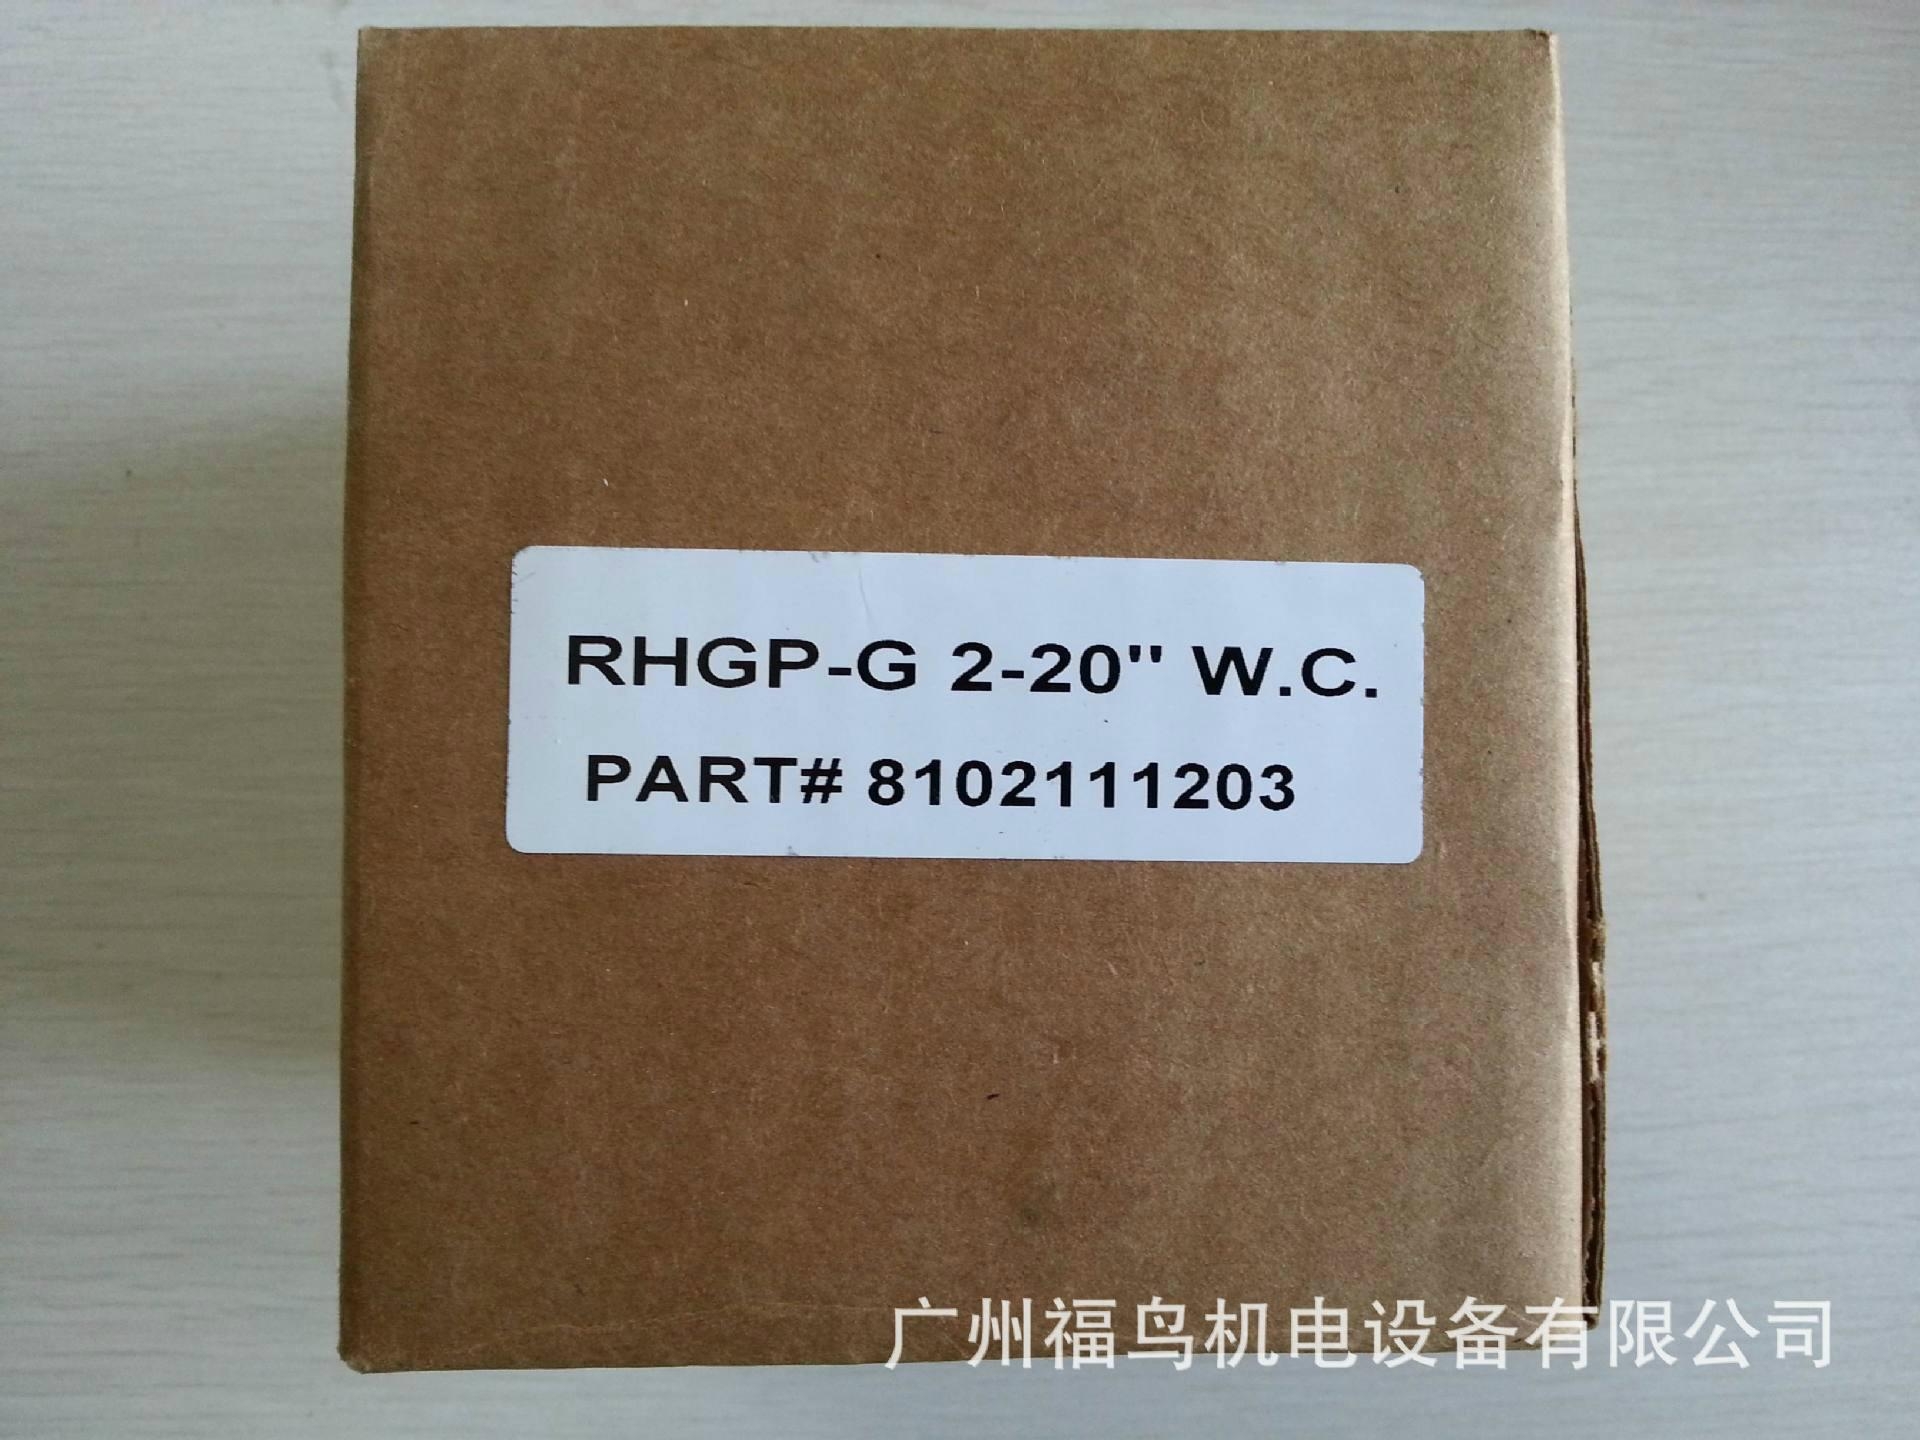 RHGP-G 2-20" W.C.
PART# 8102111203
广州福鸟机电设备有限公司